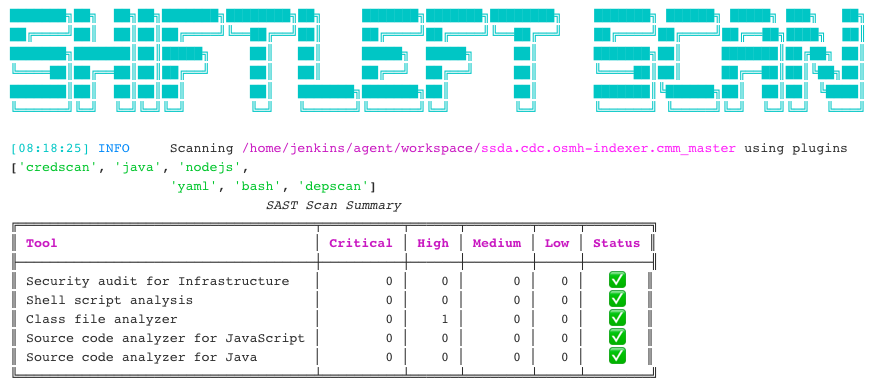 SHIFTLEFT SCAN
[08:18:25] INFO     Scanning /home/jenkins/agent/workspace/ssda.cdc.osmh-indexer.cmm_master using plugins
['credscan', 'java', 'nodejs',
'yaml', 'bash', 'depscan']
SAST Scan Summary
Tool Critical High Medium Low Status
Security audit for Infrastructure 0 0 0 0 ✅
Shell script analysis 0 0 0 0 ✅
Class file analyzer 0 1 0 0 ✅
Source code analyzer for JavaScript 0 0 0 0 ✅
Source code analyzer for Java 0 0 0 0 ✅